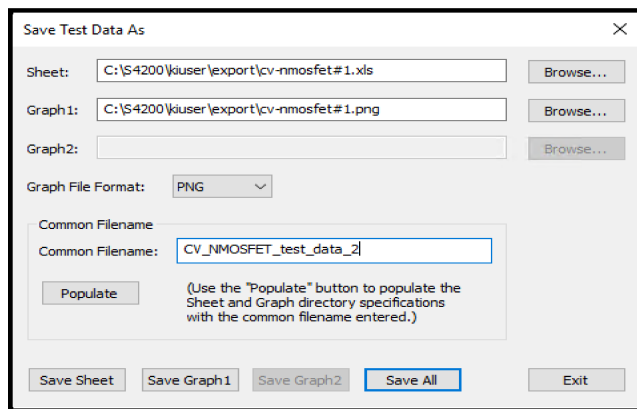 Save Test Data As
Sheet: C:\S4200\kiuser\export\cv-nmosfet#1.xls Browse...
Graph1: C:\S4200\kiuser\export\cv-nmosfet#1.png Browse...
Graph2: Browse...
Graph File Format: PNG
Common Filename
Common Filename: CV_NMOSFET_test_data_2
Populate
(Use the "Populate" button to populate the
Sheet and Graph directory specifications
with the common filename entered.)
Save Sheet Save Graph1 Save Graph2 Save All Exit